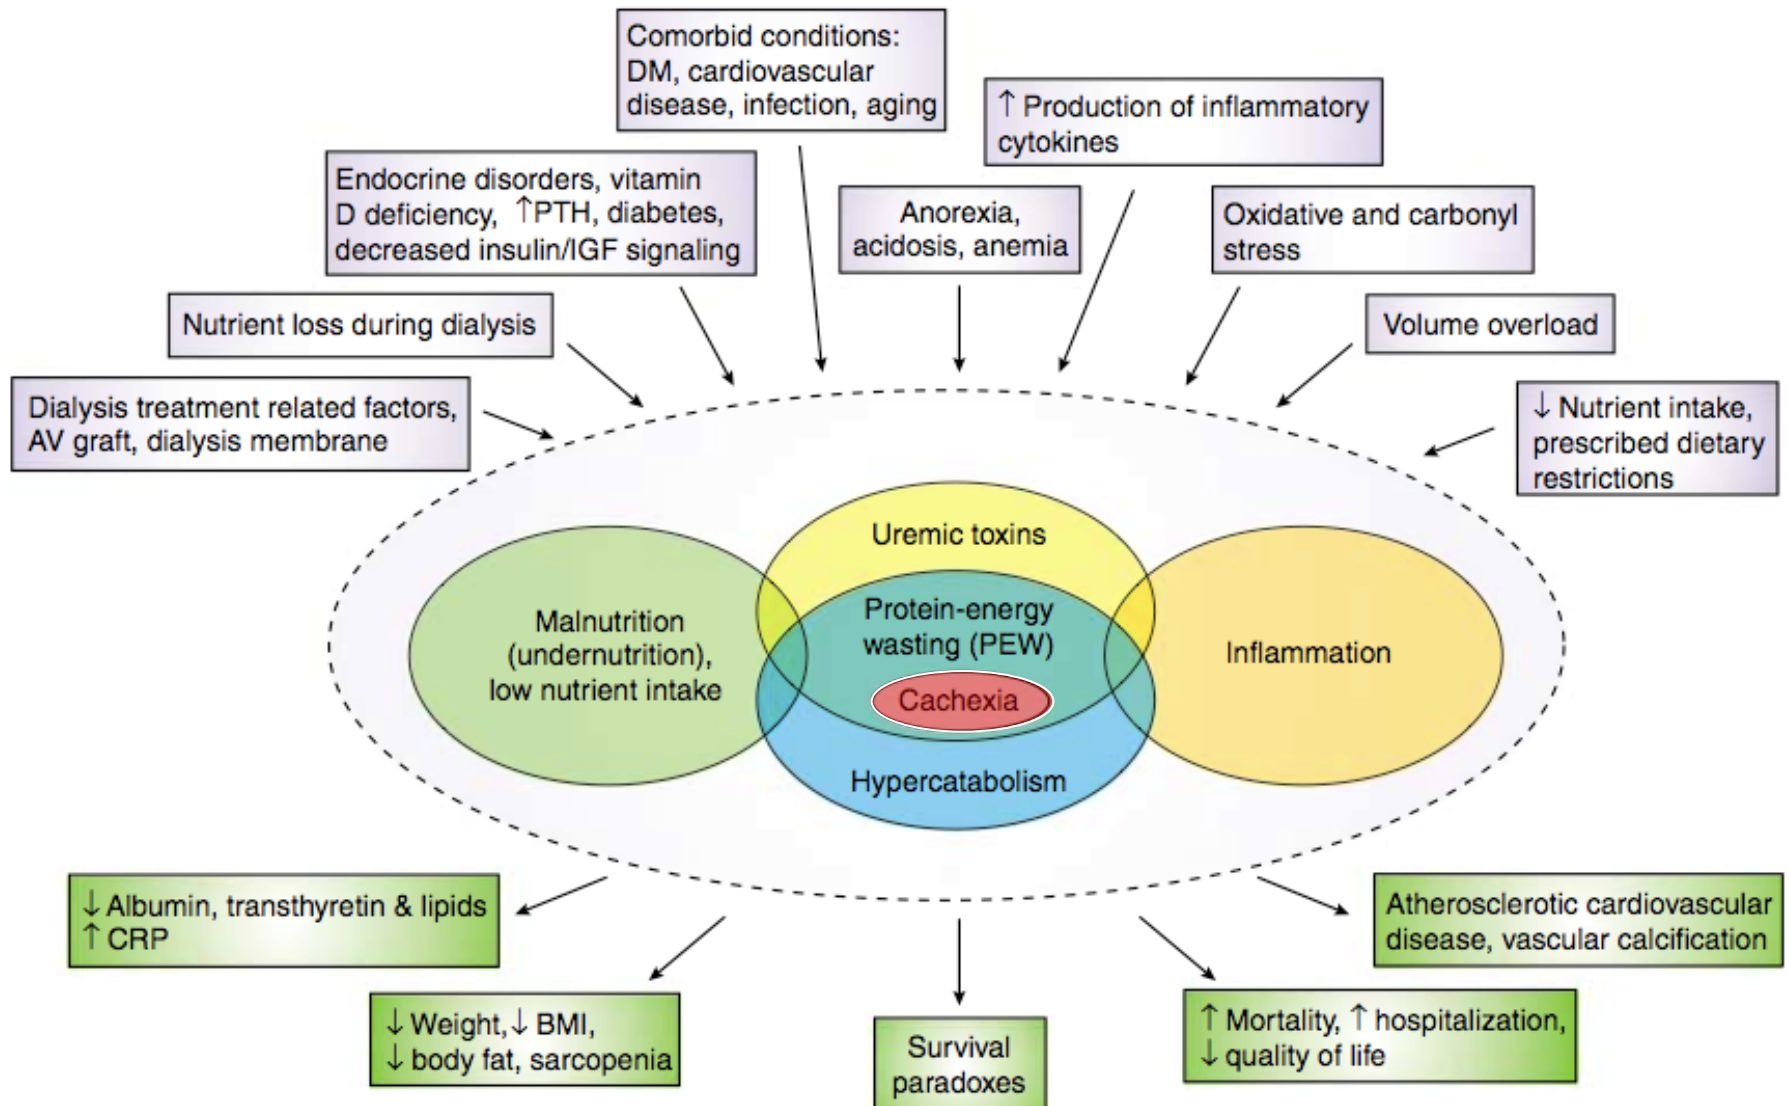 Comorbid conditions:
DM, cardiovascular
disease, infection, aging
↑ Production of inflammatory
cytokines
Endocrine disorders, vitamin
D deficiency, ↑PTH, diabetes,
decreased insulin/IGF signaling
Anorexia,
acidosis, anemia
Oxidative and carbonyl
stress
Nutrient loss during dialysis
Volume overload
Dialysis treatment related factors,
AV graft, dialysis membrane
↓ Nutrient intake,
prescribed dietary
restrictions
Uremic toxins
Malnutrition
(undernutrition),
low nutrient intake
Protein-energy
wasting (PEW)
Cachexia
Inflammation
Hypercatabolism
↓ Albumin, transthyretin & lipids
↑ CRP
Atherosclerotic cardiovascular
disease, vascular calcification
↓ Weight, ↓ BMI,
↓ body fat, sarcopenia
Survival
paradoxes
↑ Mortality, ↑ hospitalization,
↓ quality of life